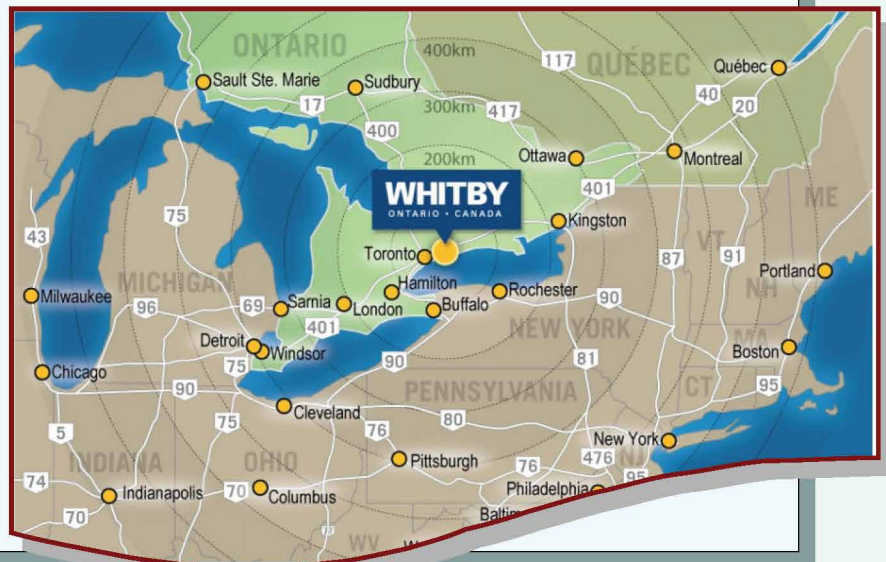 ONTARIO
400km
117
QUÉBEC
Québec
Sault Ste. Marie
Sudbury
40
20
17
300km
417
400
200km
Ottawa
Montreal
WHITBY
ONTARIO • CANADA
401
Kingston
ME
75
43
Toronto
VT
87
91
Portland
MICHIGAN
Hamilton
Rochester
NH
Milwaukee
96
69
Sarnia
London
Buffalo
90
401
NEW YORK
MA
Detroit
Windsor
Boston
Chicago
75
90
81
90
PENNSYLVANIA
CT
95
Cleveland
80
5
75
76
New York
INDIANA
OHIO
Pittsburgh
476
NJ
76
95
74
Indianapolis
70
Columbus
Philadelphia
70
WV